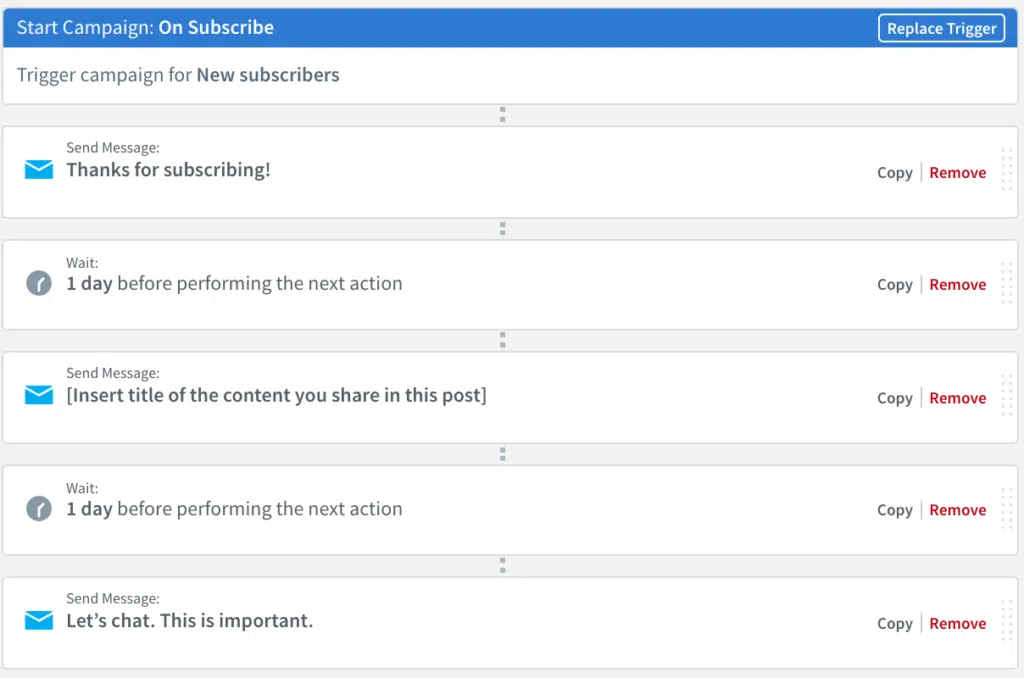 Start Campaign: On Subscribe
Replace Trigger
Trigger campaign for New subscribers
Send Message:
Thanks for subscribing!
Copy | Remove
Wait:
1 day before performing the next action
Copy | Remove
Send Message:
[Insert title of the content you share in this post]
Copy | Remove
Wait:
1 day before performing the next action
Copy | Remove
Send Message:
Let’s chat. This is important.
Copy | Remove